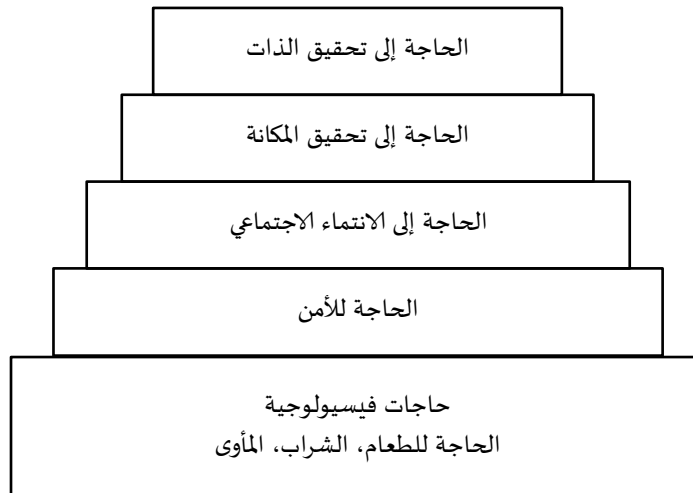 الحاجة إلى تحقيق الذات
الحاجة إلى تحقيق المكانة
الحاجة إلى الانتماء الاجتماعي
الحاجة للأمن
حاجات فيسيولوجية
الحاجة للطعام، الشراب، المأوى